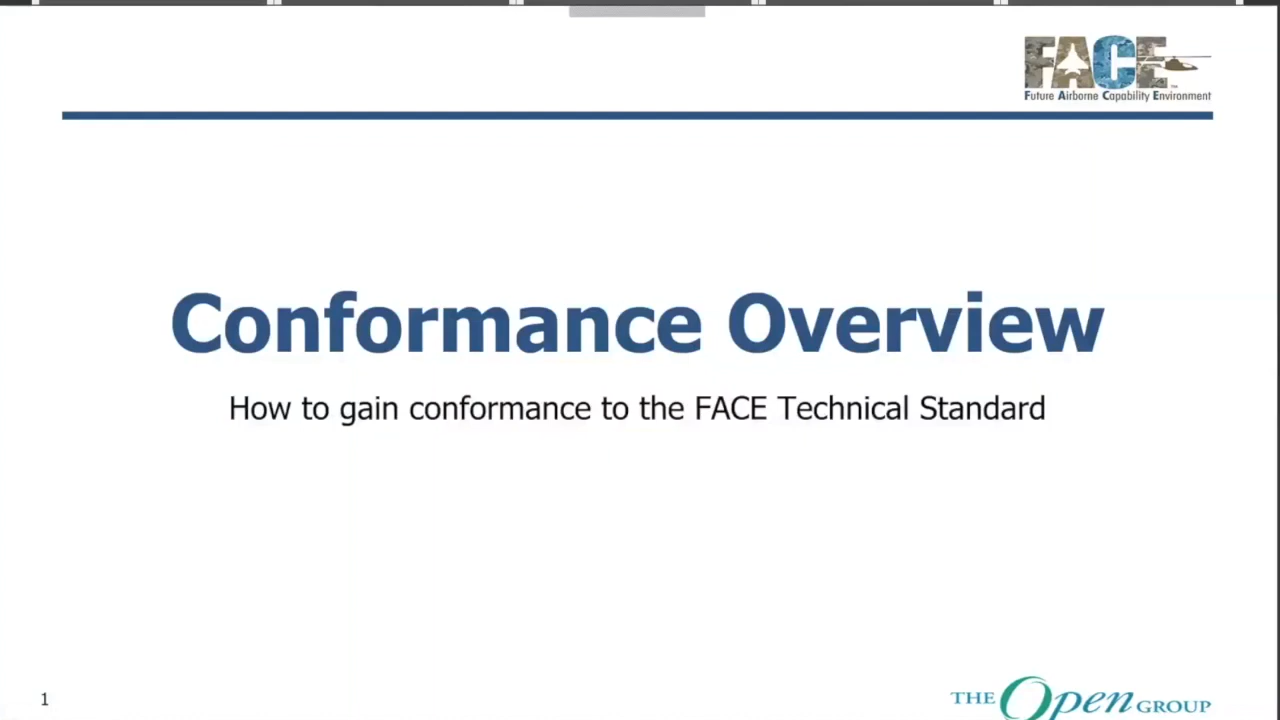 FACE™
Future Airborne Capability Environment
Conformance Overview
How to gain conformance to the FACE Technical Standard
1
THE Open GROUP